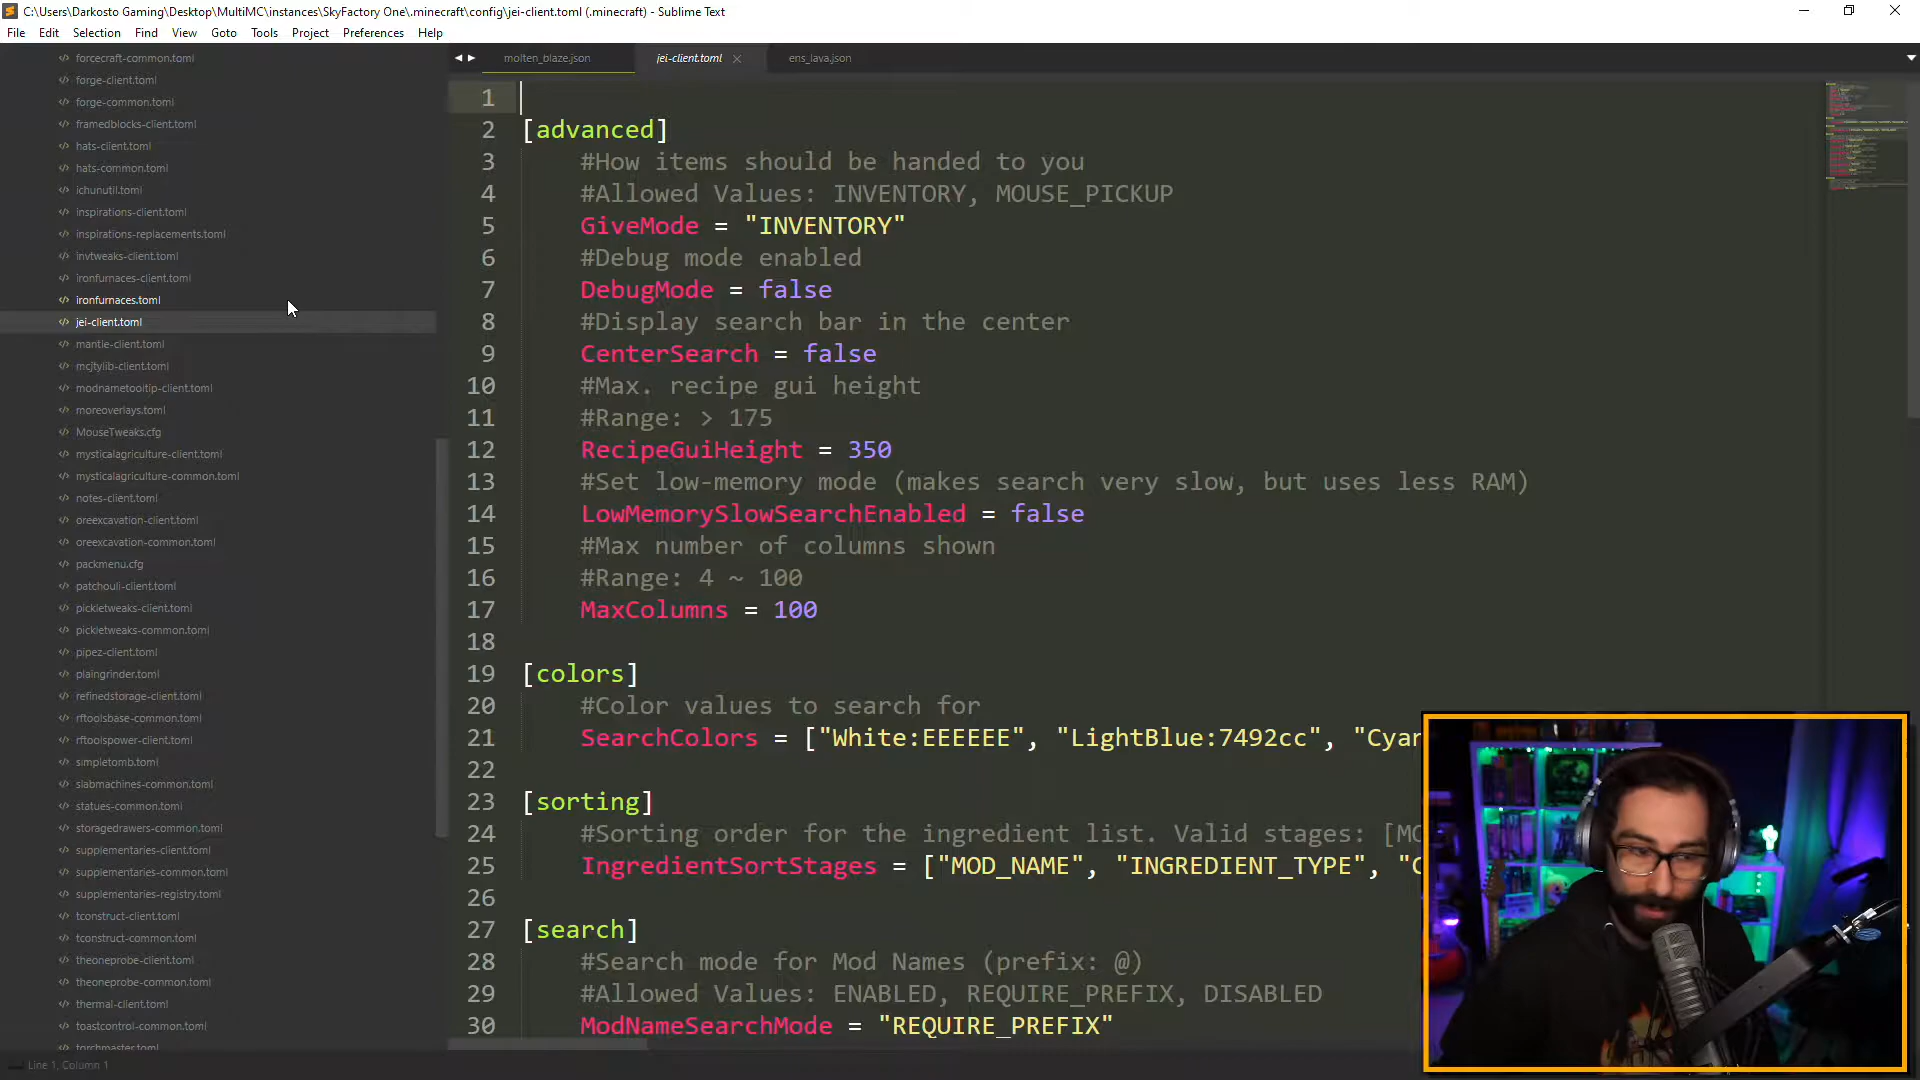 C:\Users\Darkosto Gaming\Desktop\MultiMC\instances\SkyFactory One\.minecraft\config\jei-client.toml (.minecraft) - Sublime Text
File Edit Selection Find View Goto Tools Project Preferences Help
forcecraft-common.toml
forge-client.toml
forge-common.toml
framedblocks-client.toml
hats-client.toml
hats-common.toml
ichunutil.toml
inspirations-client.toml
inspirations-replacements.toml
invtweaks-client.toml
ironfurnaces-client.toml
ironfurnaces.toml
jei-client.toml
mantle-client.toml
mcjtylib-client.toml
modnametooltip-client.toml
moreoverlays.toml
MouseTweaks.cfg
mysticalagriculture-client.toml
mysticalagriculture-common.toml
notes-client.toml
oreexcavation-client.toml
oreexcavation-common.toml
packmenu.cfg
patchouli-client.toml
pickletweaks-client.toml
pickletweaks-common.toml
pipez-client.toml
plaingrinder.toml
refinedstorage-client.toml
rftoolsbase-common.toml
rftoolspower-client.toml
simpletomb.toml
slabmachines-common.toml
statues-common.toml
storagedrawers-common.toml
supplementaries-client.toml
supplementaries-common.toml
supplementaries-registry.toml
tconstruct-client.toml
tconstruct-common.toml
theoneprobe-client.toml
theoneprobe-common.toml
thermal-client.toml
toastcontrol-common.toml
torchmaster.toml
molten_blaze.json jei-client.toml ens_lava.json
1
2 [advanced]
3 #How items should be handed to you
4 #Allowed Values: INVENTORY, MOUSE_PICKUP
5 GiveMode = "INVENTORY"
6 #Debug mode enabled
7 DebugMode = false
8 #Display search bar in the center
9 CenterSearch = false
10 #Max. recipe gui height
11 #Range: > 175
12 RecipeGuiHeight = 350
13 #Set low-memory mode (makes search very slow, but uses less RAM)
14 LowMemorySlowSearchEnabled = false
15 #Max number of columns shown
16 #Range: 4 ~ 100
17 MaxColumns = 100
18
19 [colors]
20 #Color values to search for
21 SearchColors = ["White:EEEEEE", "LightBlue:7492cc", "Cyan
22
23 [sorting]
24 #Sorting order for the ingredient list. Valid stages: [MO
25 IngredientSortStages = ["MOD_NAME", "INGREDIENT_TYPE", "C
26
27 [search]
28 #Search mode for Mod Names (prefix: @)
29 #Allowed Values: ENABLED, REQUIRE_PREFIX, DISABLED
30 ModNameSearchMode = "REQUIRE_PREFIX"
Line 1, Column 1